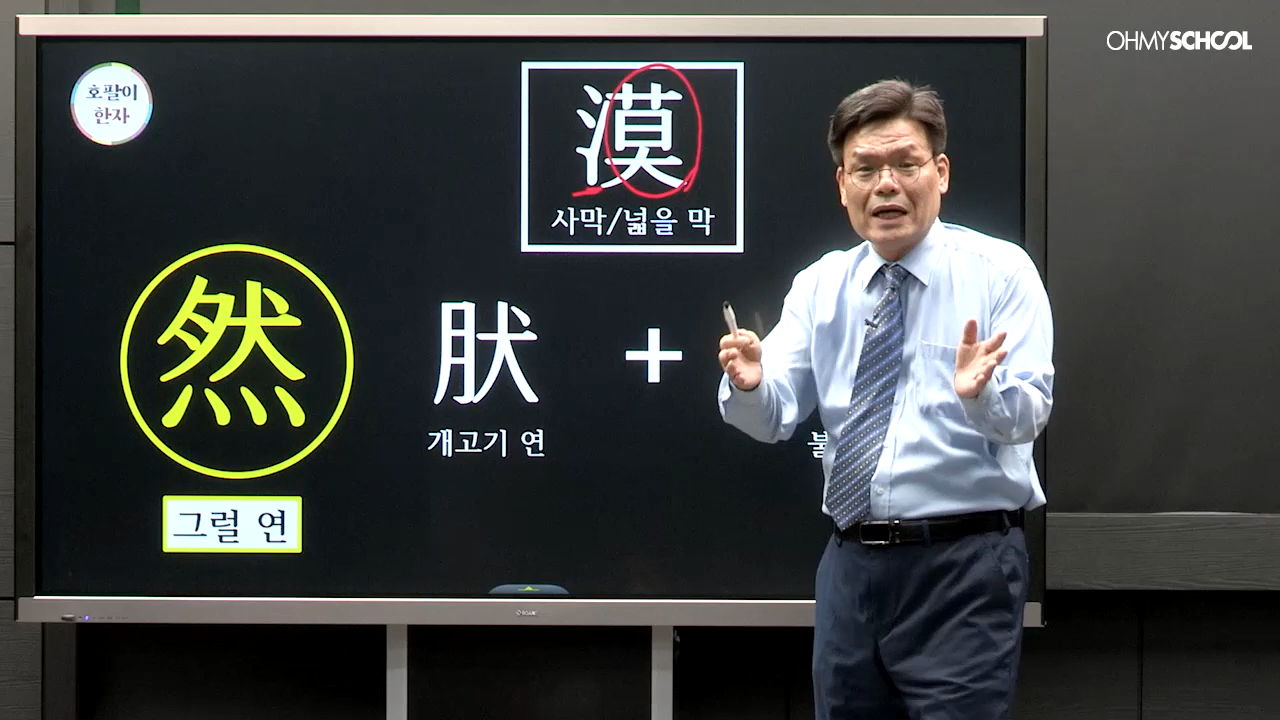 OHMYSCHOOL
호팔이
한자
漠
사막/넓을 막
然
肰
+
개고기 연
불
그럴 연